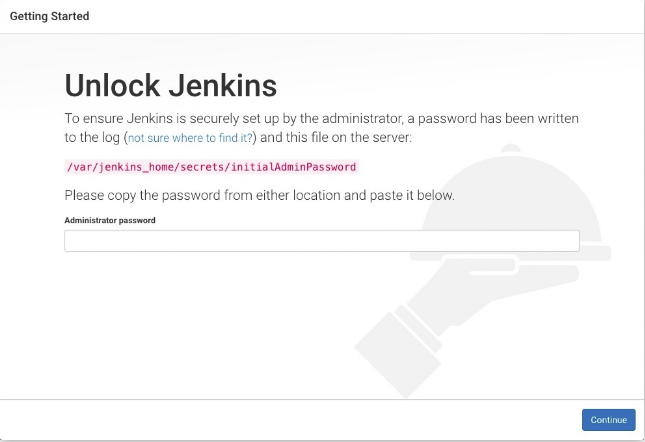 Getting Started
Unlock Jenkins
To ensure Jenkins is securely set up by the administrator, a password has been written
to the log (not sure where to find it?) and this file on the server:
/var/jenkins_home/secrets/initialAdminPassword
Please copy the password from either location and paste it below.
Administrator password
Continue